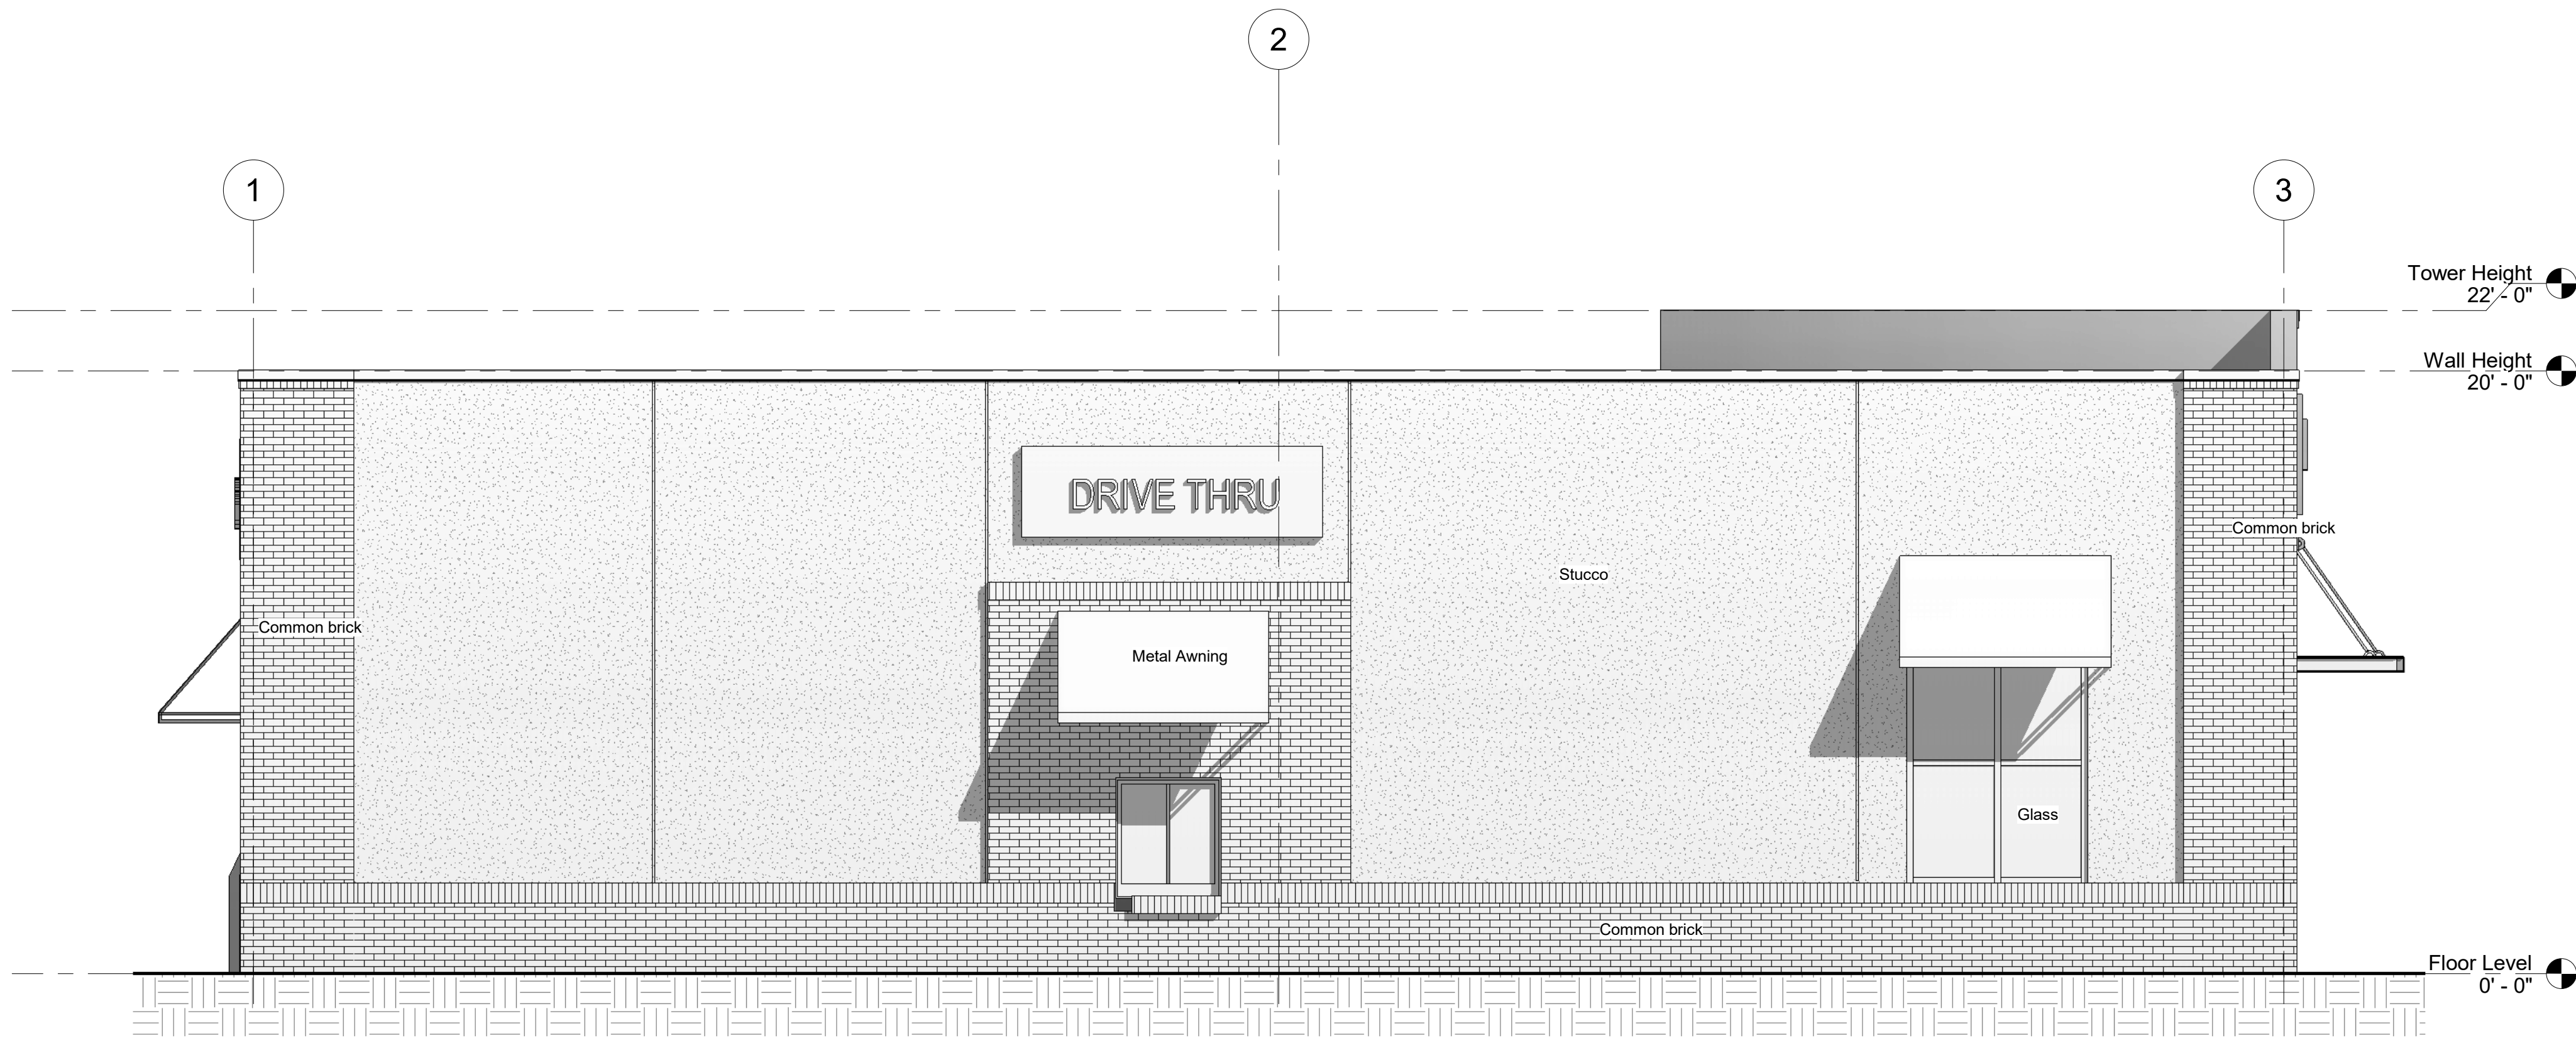 2
1
3
Tower Height
22' - 0"
Wall Height
20' - 0"
DRIVE THRU
Common brick
Stucco
Common brick
Metal Awning
Glass
Common brick
Floor Level
0' - 0"